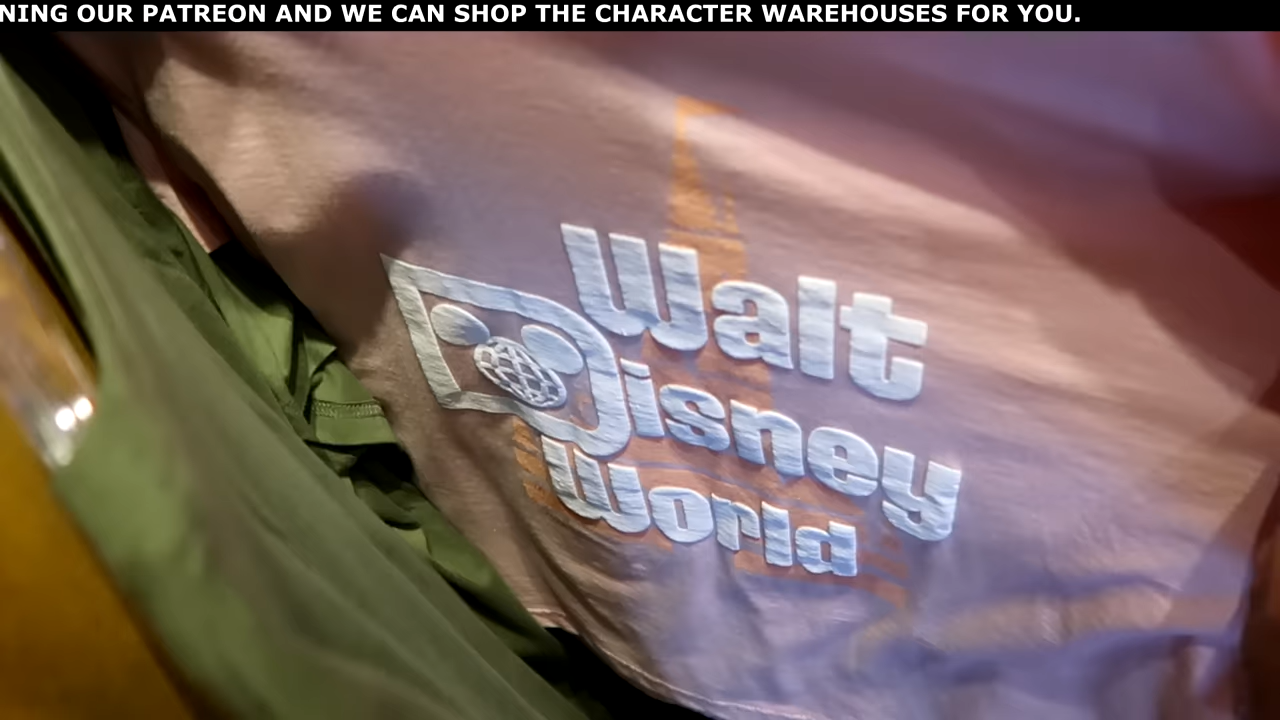 NING OUR PATREON AND WE CAN SHOP THE CHARACTER WAREHOUSES FOR YOU.
Walt
Disney
World